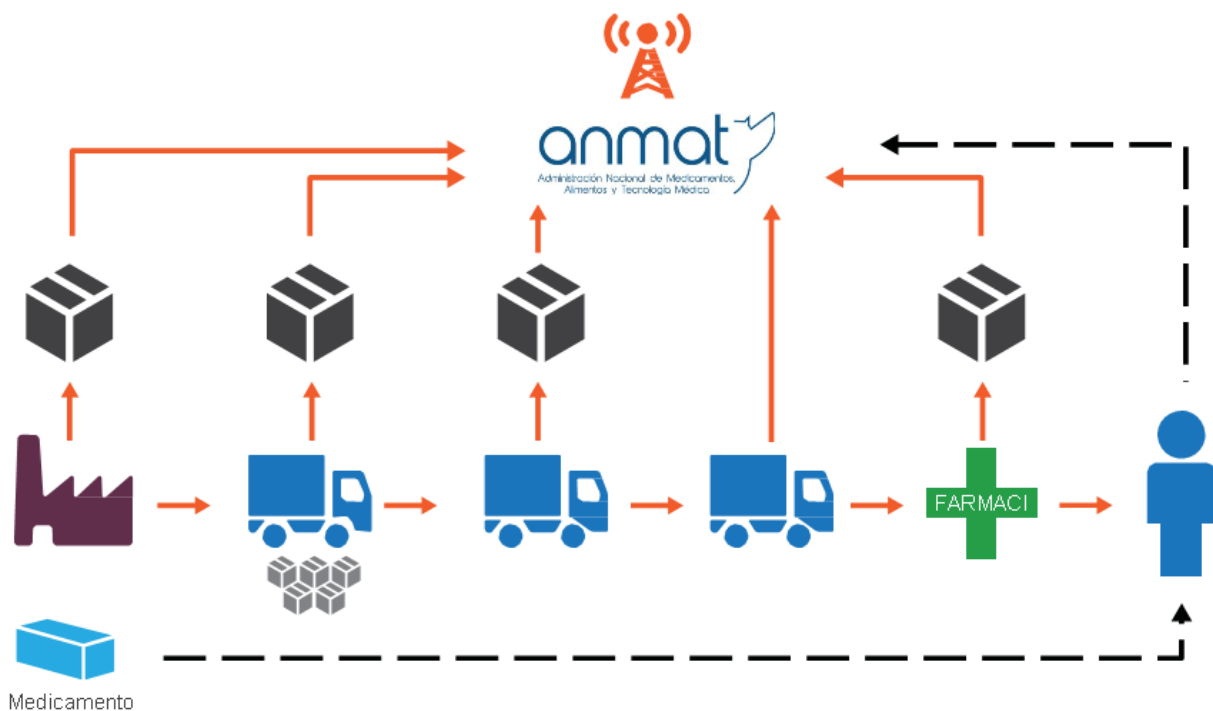 anmat
Administración Nacional de Medicamentos,
Alimentos y Tecnología Médica
FARMACI
Medicamento